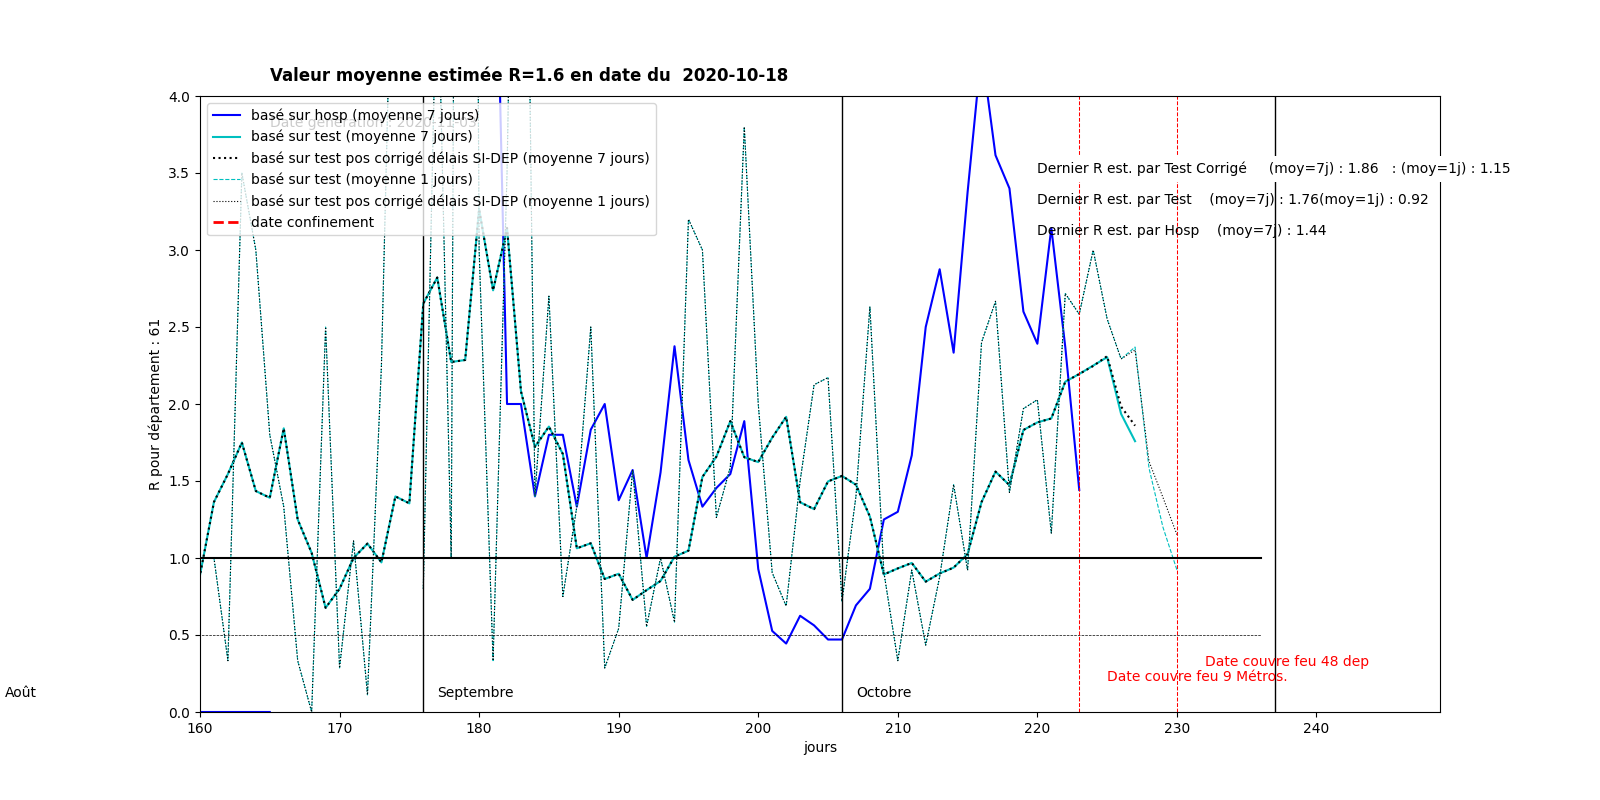 Valeur moyenne estimée R=1.6 en date du  2020-10-18
basé sur hosp (moyenne 7 jours)
Date génération : 2020-11-03
basé sur test (moyenne 7 jours)
basé sur test pos corrigé délais SI-DEP (moyenne 7 jours)
basé sur test (moyenne 1 jours)
basé sur test pos corrigé délais SI-DEP (moyenne 1 jours)
date confinement
Dernier R est. par Test Corrigé (moy=7j) : 1.86 : (moy=1j) : 1.15
Dernier R est. par Test (moy=7j) : 1.76(moy=1j) : 0.92
Dernier R est. par Hosp (moy=7j) : 1.44
4.0
3.5
3.0
2.5
2.0
1.5
1.0
0.5
0.0
R pour département : 61
Date couvre feu 48 dep
Date couvre feu 9 Métros.
Août
Septembre
Octobre
160 170 180 190 200 210 220 230 240
jours